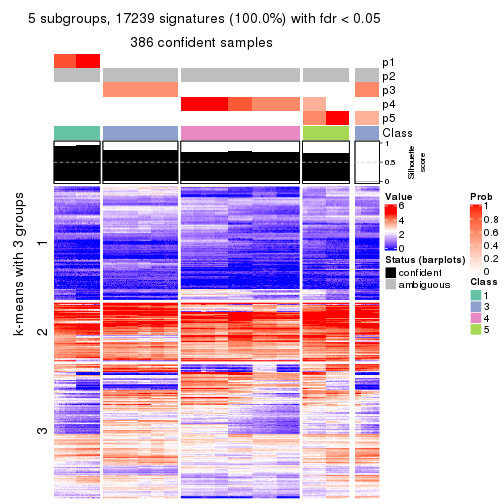 5 subgroups, 17239 signatures (100.0%) with fdr < 0.05
386 confident samples
p1
p2
p3
p4
p5
Class
1
0.5
0
Silhouette
score
k-means with 3 groups
1
2
3
Value
6
4
2
0
Status (barplots)
confident
ambiguous
Prob
1
0.8
0.6
0.4
0.2
0
Class
1
3
4
5